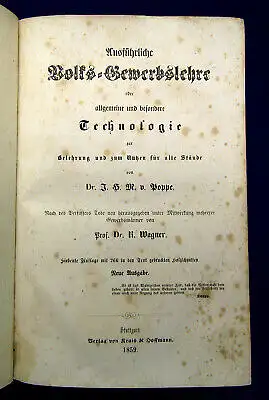 Ausführliche
Volks-Gewerbslehre
oder
allgemeine und besondere
Technologie
zur
Belehrung und zum Nutzen für alle Stände
von
Dr. J. H. M. v. Poppe.
Nach des Verfassers Tode neu herausgegeben unter Mitwirkung mehrerer
Gewerbsmänner von
Prof. Dr. R. Wagner.
Siebente Auflage mit 766 in den Text gedruckten Holzschnitten
Neue Ausgabe.
Stuttgart
Verlag von Krais & Hoffmann.
1859.